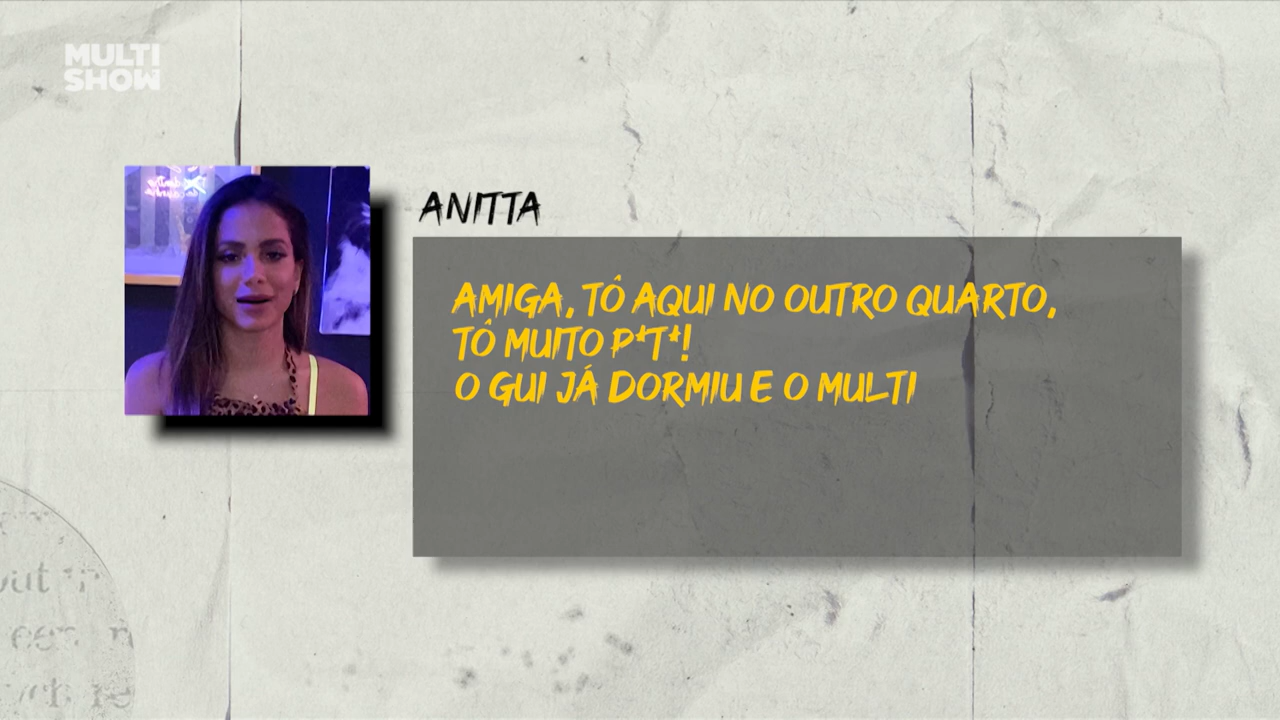 MULTI
SHOW
ANITTA
AMIGA, TÔ AQUI NO OUTRO QUARTO,
TÔ MUITO P*T*!
O GUI JÁ DORMIU E O MULTI